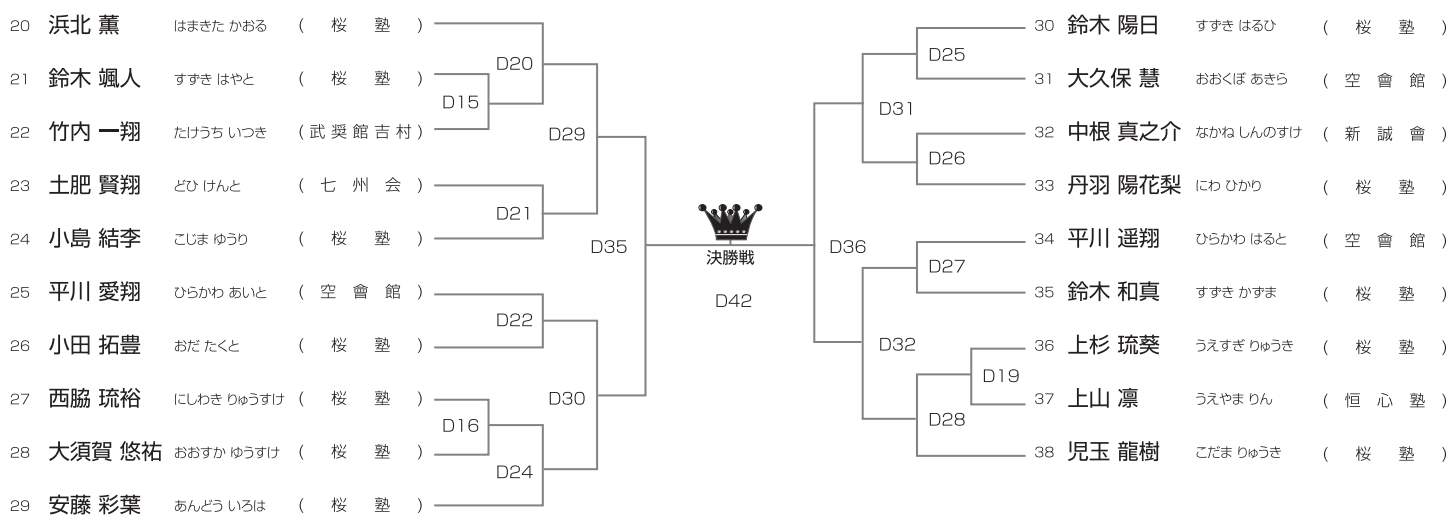 20 浜北 薫 はまきた かおる ( 桜 塾 )
21 鈴木 颯人 すずき はやと ( 桜 塾 )
22 竹内 一翔 たけうち いつき ( 武 奨 館 吉 村 )
23 土肥 賢翔 どひ けんと ( 七 州 会 )
24 小島 結李 こじま ゆうり ( 桜 塾 )
25 平川 愛翔 ひらかわ あいと ( 空 會 館 )
26 小田 拓豊 おだ たくと ( 桜 塾 )
27 西脇 琉裕 にしわき りゅうすけ ( 桜 塾 )
28 大須賀 悠祐 おおすか ゆうすけ ( 桜 塾 )
29 安藤 彩葉 あんどう いろは ( 桜 塾 )
D15
D16
D20
D21
D22
D24
D29
D30
D35
決勝戦
D42
D36
D31
D32
D25
D26
D27
D28
D19
30 鈴木 陽日 すずき はるひ ( 桜 塾 )
31 大久保 慧 おおくぼ あきら ( 空 會 館 )
32 中根 真之介 なかね しんのすけ ( 新 誠 會 )
33 丹羽 陽花梨 にわ ひかり ( 桜 塾 )
34 平川 遥翔 ひらかわ はると ( 空 會 館 )
35 鈴木 和真 すずき かずま ( 桜 塾 )
36 上杉 琉葵 うえすぎ りゅうき ( 桜 塾 )
37 上山 凛 うえやま りん ( 恒 心 塾 )
38 児玉 龍樹 こだま りゅうき ( 桜 塾 )